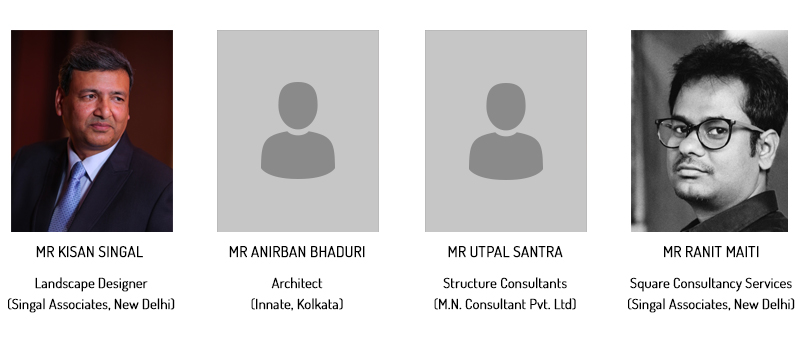 MR KISAN SINGAL
Landscape Designer
(Singal Associates, New Delhi)
MR ANIRBAN BHADURI
Architect
(Innate, Kolkata)
MR UTPAL SANTRA
Structure Consultants
(M.N. Consultant Pvt. Ltd)
MR RANIT MAITI
Square Consultancy Services
(Singal Associates, New Delhi)